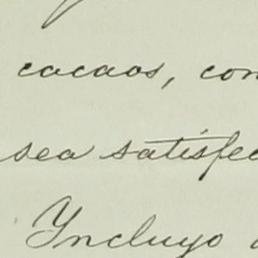 cacaos, con
sea satisfec
Yncluyo